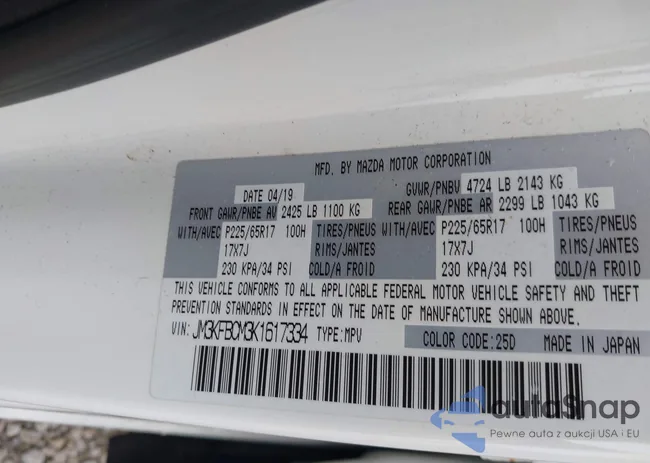 MFD. BY MAZDA MOTOR CORPORATION
DATE 04/19 GVWR/PNBV 4724 LB 2143 KG
FRONT GAWR/PNBE AV 2425 LB 1100 KG REAR GAWR/PNBE AR 2299 LB 1043 KG
WITH/AVEC P225/65R17 100H TIRES/PNEUS WITH/AVEC P225/65R17 100H TIRES/PNEUS
17X7J RIMS/JANTES 17X7J RIMS/JANTES
230 KPA/34 PSI COLD/A FROID 230 KPA/34 PSI COLD/A FROID
THIS VEHICLE CONFORMS TO ALL APPLICABLE FEDERAL MOTOR VEHICLE SAFETY AND THEFT
PREVENTION STANDARDS IN EFFECT ON THE DATE OF MANUFACTURE SHOWN ABOVE.
VIN: JM3KFBCM3K1617334 TYPE: MPV COLOR CODE: 25D MADE IN JAPAN
autoSnap
Pewne auta z aukcji USA i EU